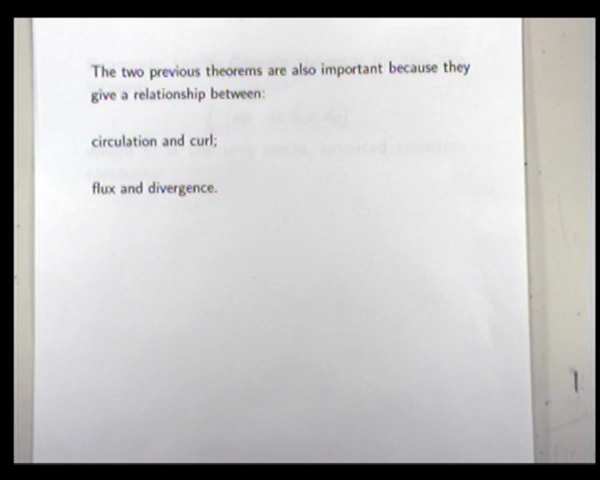 The two previous theorems are also important because they
give a relationship between:
circulation and curl;
flux and divergence.